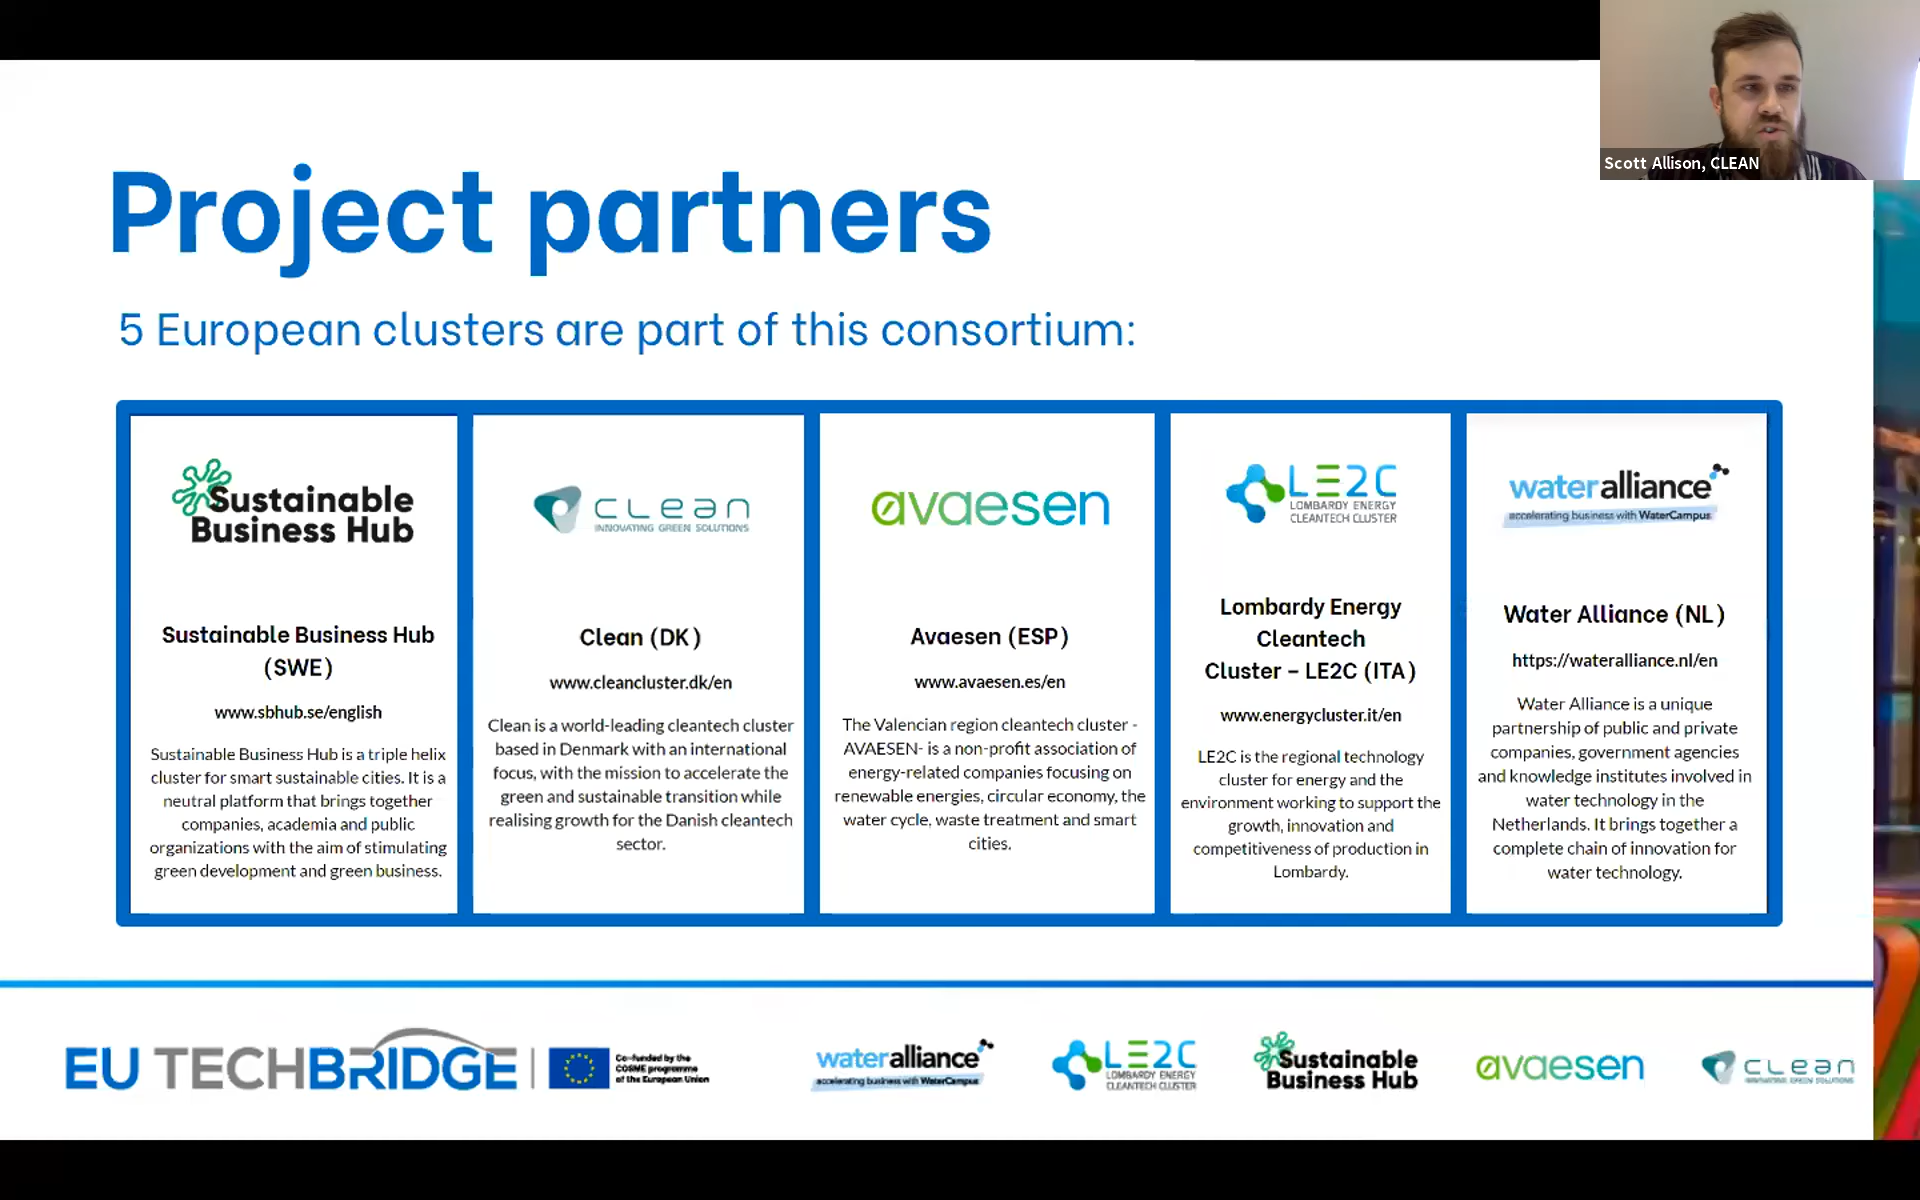 Scott Allison, CLEAN
Project partners
5 European clusters are part of this consortium:
Sustainable
Business Hub
Sustainable Business Hub
(SWE)
www.sbhub.se/english
Sustainable Business Hub is a triple helix
cluster for smart sustainable cities. It is a
neutral platform that brings together
companies, academia and public
organizations with the aim of stimulating
green development and green business.
CLEAN
INNOVATING GREEN SOLUTIONS
Clean (DK)
www.cleancluster.dk/en
Clean is a world-leading cleantech cluster
based in Denmark with an international
focus, with the mission to accelerate the
green and sustainable transition while
realising growth for the Danish cleantech
sector.
avaesen
Avaesen (ESP)
www.avaesen.es/en
The Valencian region cleantech cluster -
AVAESEN- is a non-profit association of
energy-related companies focusing on
renewable energies, circular economy, the
water cycle, waste treatment and smart
cities.
LE2C
LOMBARDY ENERGY
CLEANTECH CLUSTER
Lombardy Energy
Cleantech
Cluster – LE2C (ITA)
www.energycluster.it/en
LE2C is the regional technology
cluster for energy and the
environment working to support the
growth, innovation and
competitiveness of production in
Lombardy.
wateralliance
accelerating business with WaterCampus
Water Alliance (NL)
https://wateralliance.nl/en
Water Alliance is a unique
partnership of public and private
companies, government agencies
and knowledge institutes involved in
water technology in the
Netherlands. It brings together a
complete chain of innovation for
water technology.
EU TECHBRIDGE
Co-funded by the
COSME programme
of the European Union
wateralliance
accelerating business with WaterCampus
LE2C
LOMBARDY ENERGY
CLEANTECH CLUSTER
Sustainable
Business Hub
avaesen
CLEAN
INNOVATING GREEN SOLUTIONS